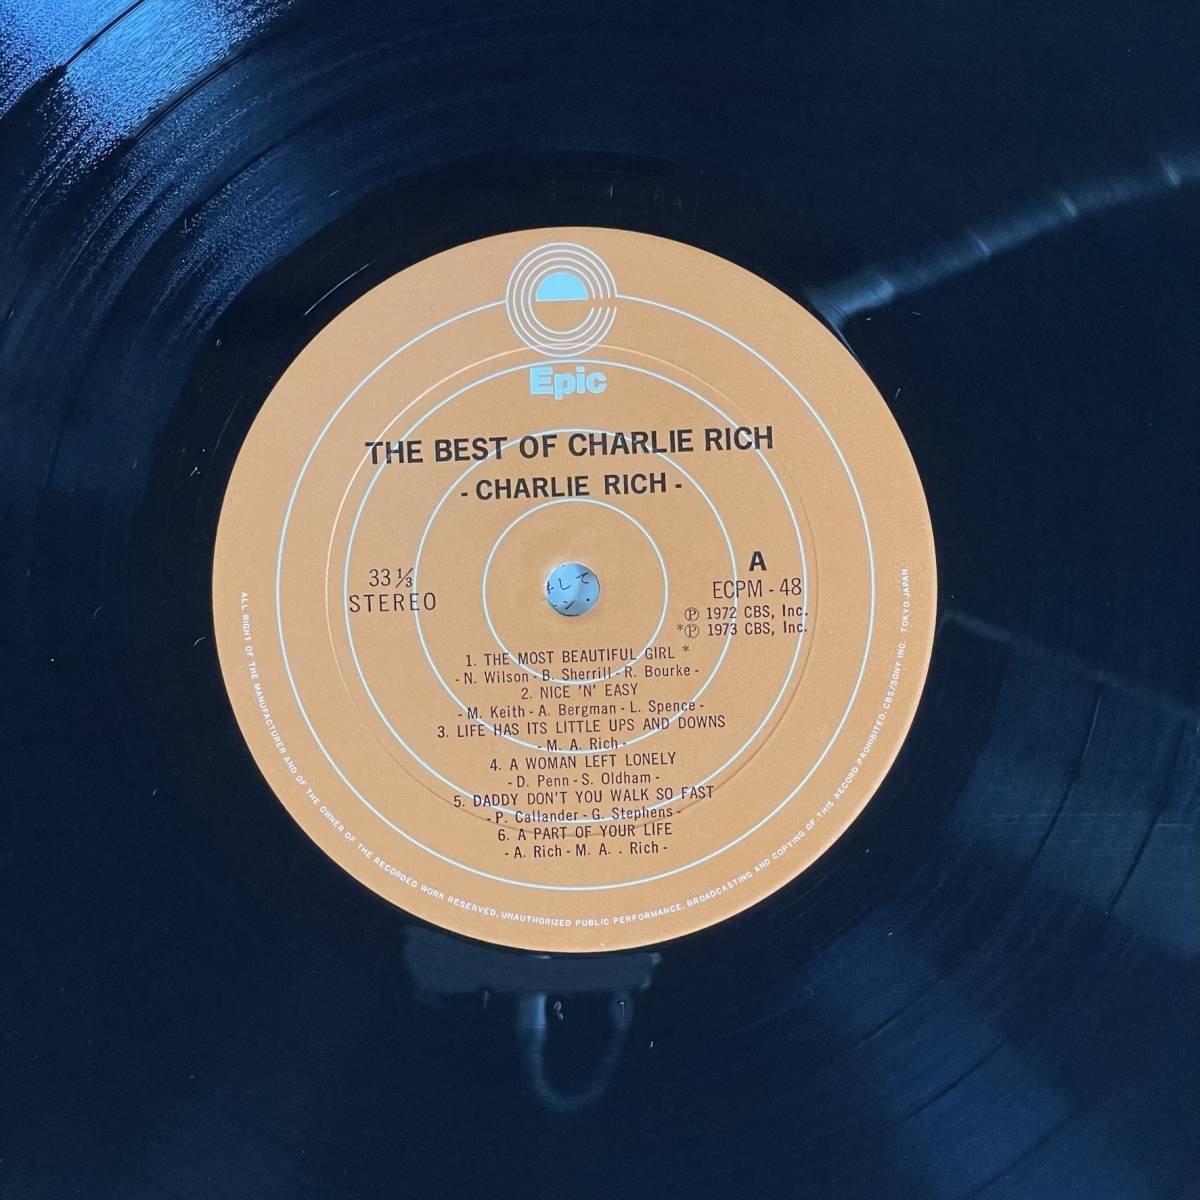 Epic
THE BEST OF CHARLIE RICH
- CHARLIE RICH -
33 1/3
STEREO
A
ECPM - 48
Ⓟ 1972 CBS, Inc.
*Ⓟ 1973 CBS, Inc.
1. THE MOST BEAUTIFUL GIRL *
- N. Wilson - B. Sherrill - R. Bourke -
2. NICE 'N' EASY
- M. Keith - A. Bergman - L. Spence -
3. LIFE HAS ITS LITTLE UPS AND DOWNS
- M. A. Rich -
4. A WOMAN LEFT LONELY
- D. Penn - S. Oldham -
5. DADDY DON'T YOU WALK SO FAST
- P. Callander - G. Stephens -
6. A PART OF YOUR LIFE
- A. Rich - M. A. . Rich -
ALL RIGHT OF THE MANUFACTURER AND OF THE OWNER OF THE RECORDED WORK RESERVED, UNAUTHORIZED PUBLIC PERFORMANCE, BROADCASTING AND COPYING OF THIS RECORD PROHIBITED. CBS/SONY INC. TOKYO JAPAN.